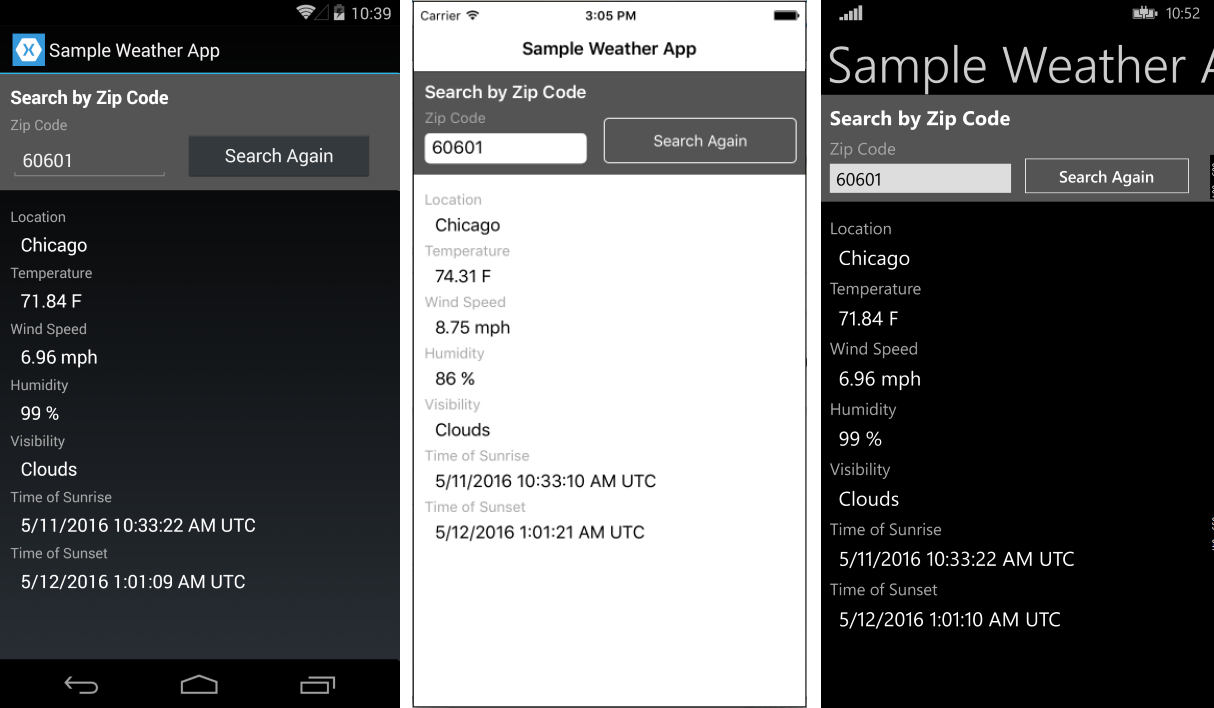 10:39
Sample Weather App
Search by Zip Code
Zip Code
60601
Search Again
Location
Chicago
Temperature
71.84 F
Wind Speed
6.96 mph
Humidity
99 %
Visibility
Clouds
Time of Sunrise
5/11/2016 10:33:22 AM UTC
Time of Sunset
5/12/2016 1:01:09 AM UTC
Carrier 3:05 PM
Sample Weather App
Search by Zip Code
Zip Code
60601
Search Again
Location
Chicago
Temperature
74.31 F
Wind Speed
8.75 mph
Humidity
86 %
Visibility
Clouds
Time of Sunrise
5/11/2016 10:33:10 AM UTC
Time of Sunset
5/12/2016 1:01:21 AM UTC
10:52
Sample Weather A
Search by Zip Code
Zip Code
60601
Search Again
Location
Chicago
Temperature
71.84 F
Wind Speed
6.96 mph
Humidity
99 %
Visibility
Clouds
Time of Sunrise
5/11/2016 10:33:22 AM UTC
Time of Sunset
5/12/2016 1:01:10 AM UTC